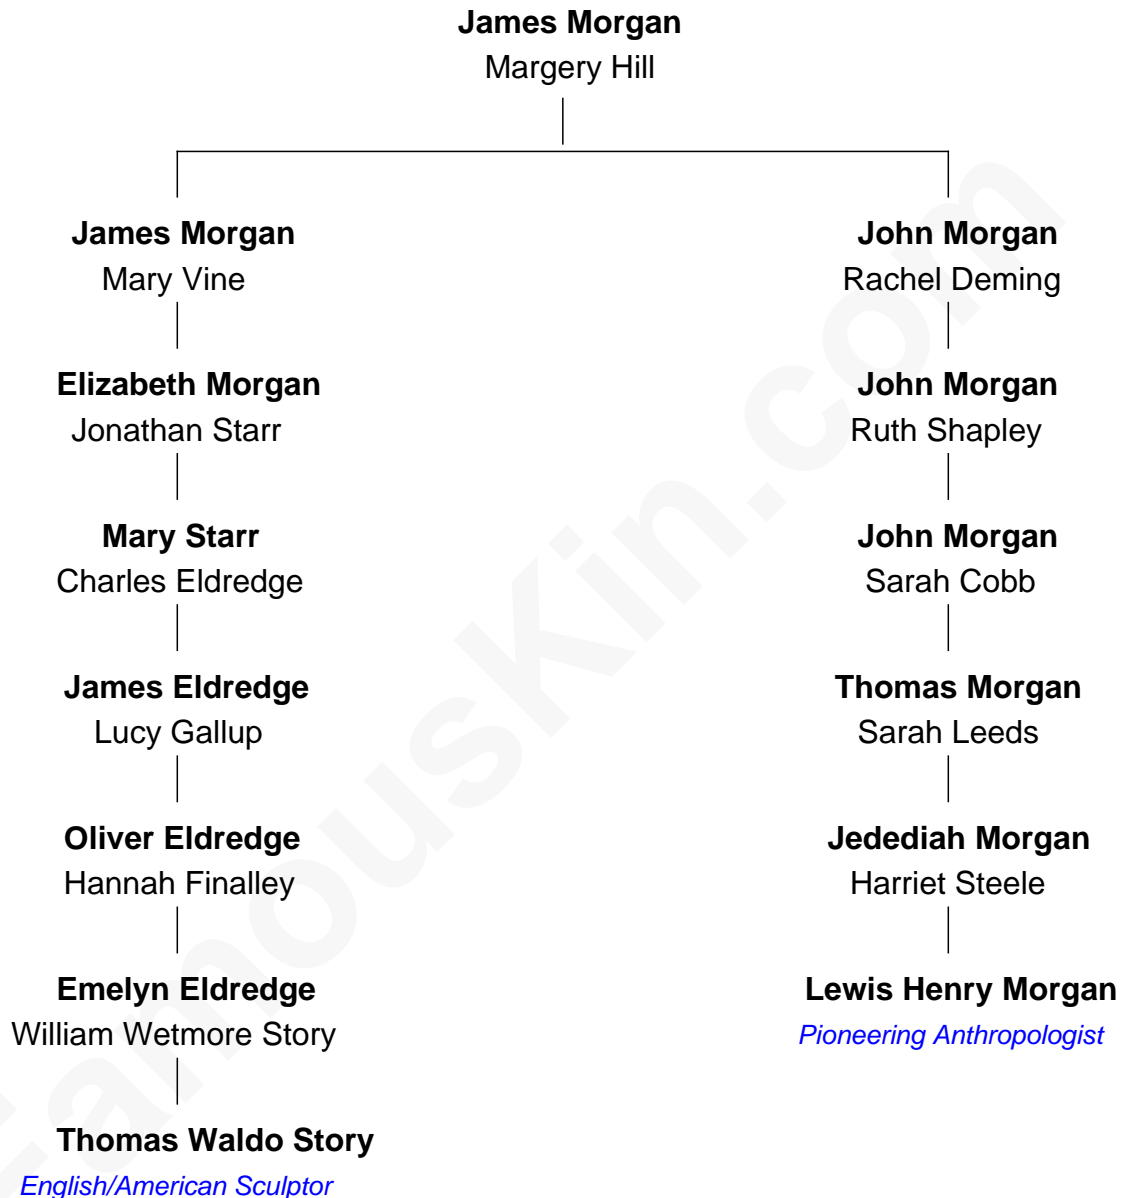 James Morgan
Margery Hill
James Morgan
Mary Vine
John Morgan
Rachel Deming
Elizabeth Morgan
Jonathan Starr
John Morgan
Ruth Shapley
Mary Starr
Charles Eldredge
John Morgan
Sarah Cobb
James Eldredge
Lucy Gallup
Thomas Morgan
Sarah Leeds
Oliver Eldredge
Hannah Finalley
Jedediah Morgan
Harriet Steele
Emelyn Eldredge
William Wetmore Story
Lewis Henry Morgan
Pioneering Anthropologist
Thomas Waldo Story
English/American Sculptor
FamousKin.com